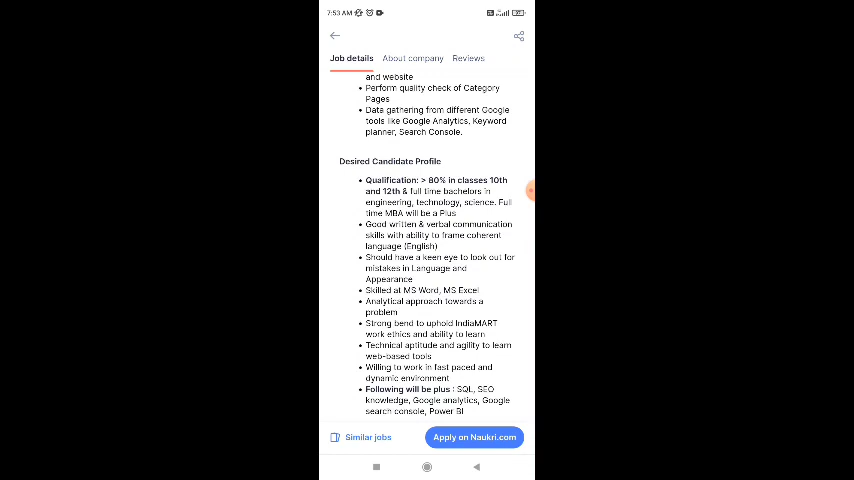 7:53 AM
Job details About company Reviews
and website
• Perform quality check of Category
Pages
• Data gathering from different Google
tools like Google Analytics, Keyword
planner, Search Console.
Desired Candidate Profile
• Qualification: > 80% in classes 10th
and 12th & full time bachelors in
engineering, technology, science. Full
time MBA will be a Plus
• Good written & verbal communication
skills with ability to frame coherent
language (English)
• Should have a keen eye to look out for
mistakes in Language and
Appearance
• Skilled at MS Word, MS Excel
• Analytical approach towards a
problem
• Strong bend to uphold IndiaMART
work ethics and ability to learn
• Technical aptitude and agility to learn
web-based tools
• Willing to work in fast paced and
dynamic environment
• Following will be plus : SQL, SEO
knowledge, Google analytics, Google
search console, Power BI
Similar jobs Apply on Naukri.com